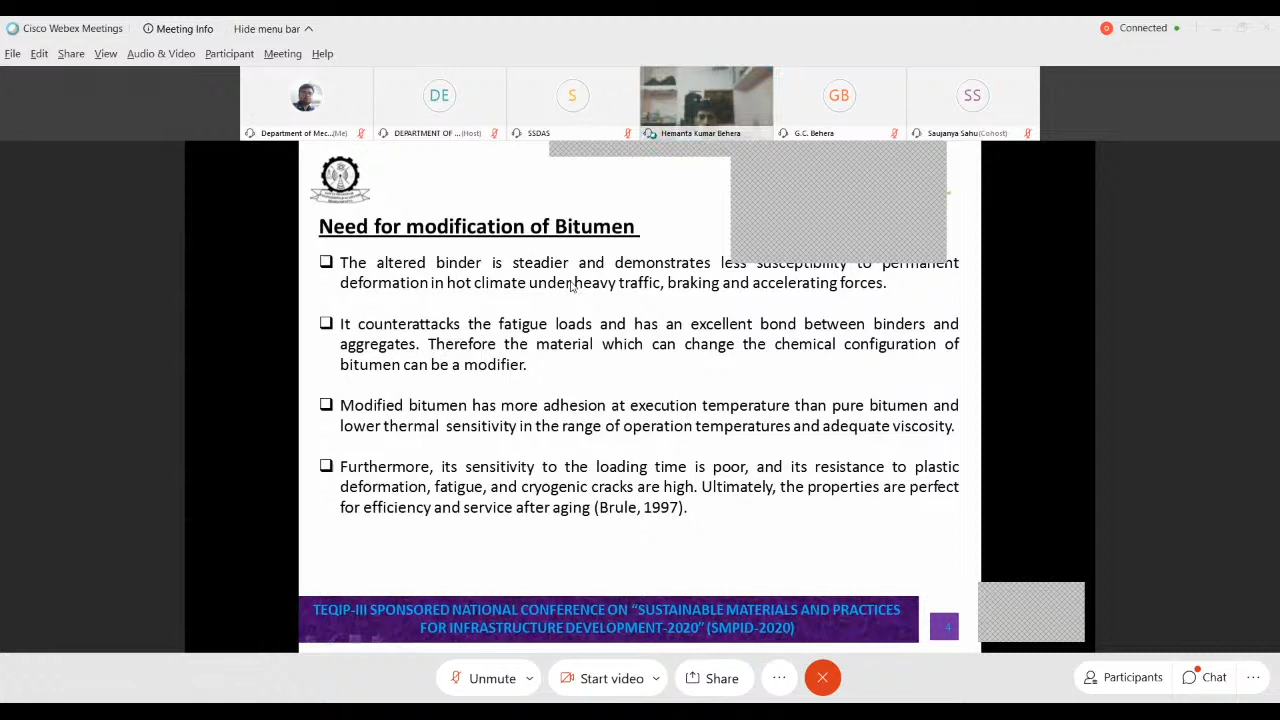 Cisco Webex Meetings
Meeting Info
Hide menu bar
Connected
File Edit Share View Audio & Video Participant Meeting Help
DE
S
GB
SS
Department of Mec...(Me)
DEPARTMENT OF ...(Host)
SSDAS
Hemanta Kumar Behera
G.C. Behera
Saujanya Sahu(Cohost)
Need for modification of Bitumen
The altered binder is steadier and demonstrates less susceptibility to permanent
deformation in hot climate under heavy traffic, braking and accelerating forces.
It counterattacks the fatigue loads and has an excellent bond between binders and
aggregates. Therefore the material which can change the chemical configuration of
bitumen can be a modifier.
Modified bitumen has more adhesion at execution temperature than pure bitumen and
lower thermal sensitivity in the range of operation temperatures and adequate viscosity.
Furthermore, its sensitivity to the loading time is poor, and its resistance to plastic
deformation, fatigue, and cryogenic cracks are high. Ultimately, the properties are perfect
for efficiency and service after aging (Brule, 1997).
TEQIP-III SPONSORED NATIONAL CONFERENCE ON “SUSTAINABLE MATERIALS AND PRACTICES
FOR INFRASTRUCTURE DEVELOPMENT-2020” (SMPID-2020)
4
Unmute
Start video
Share
Participants
Chat